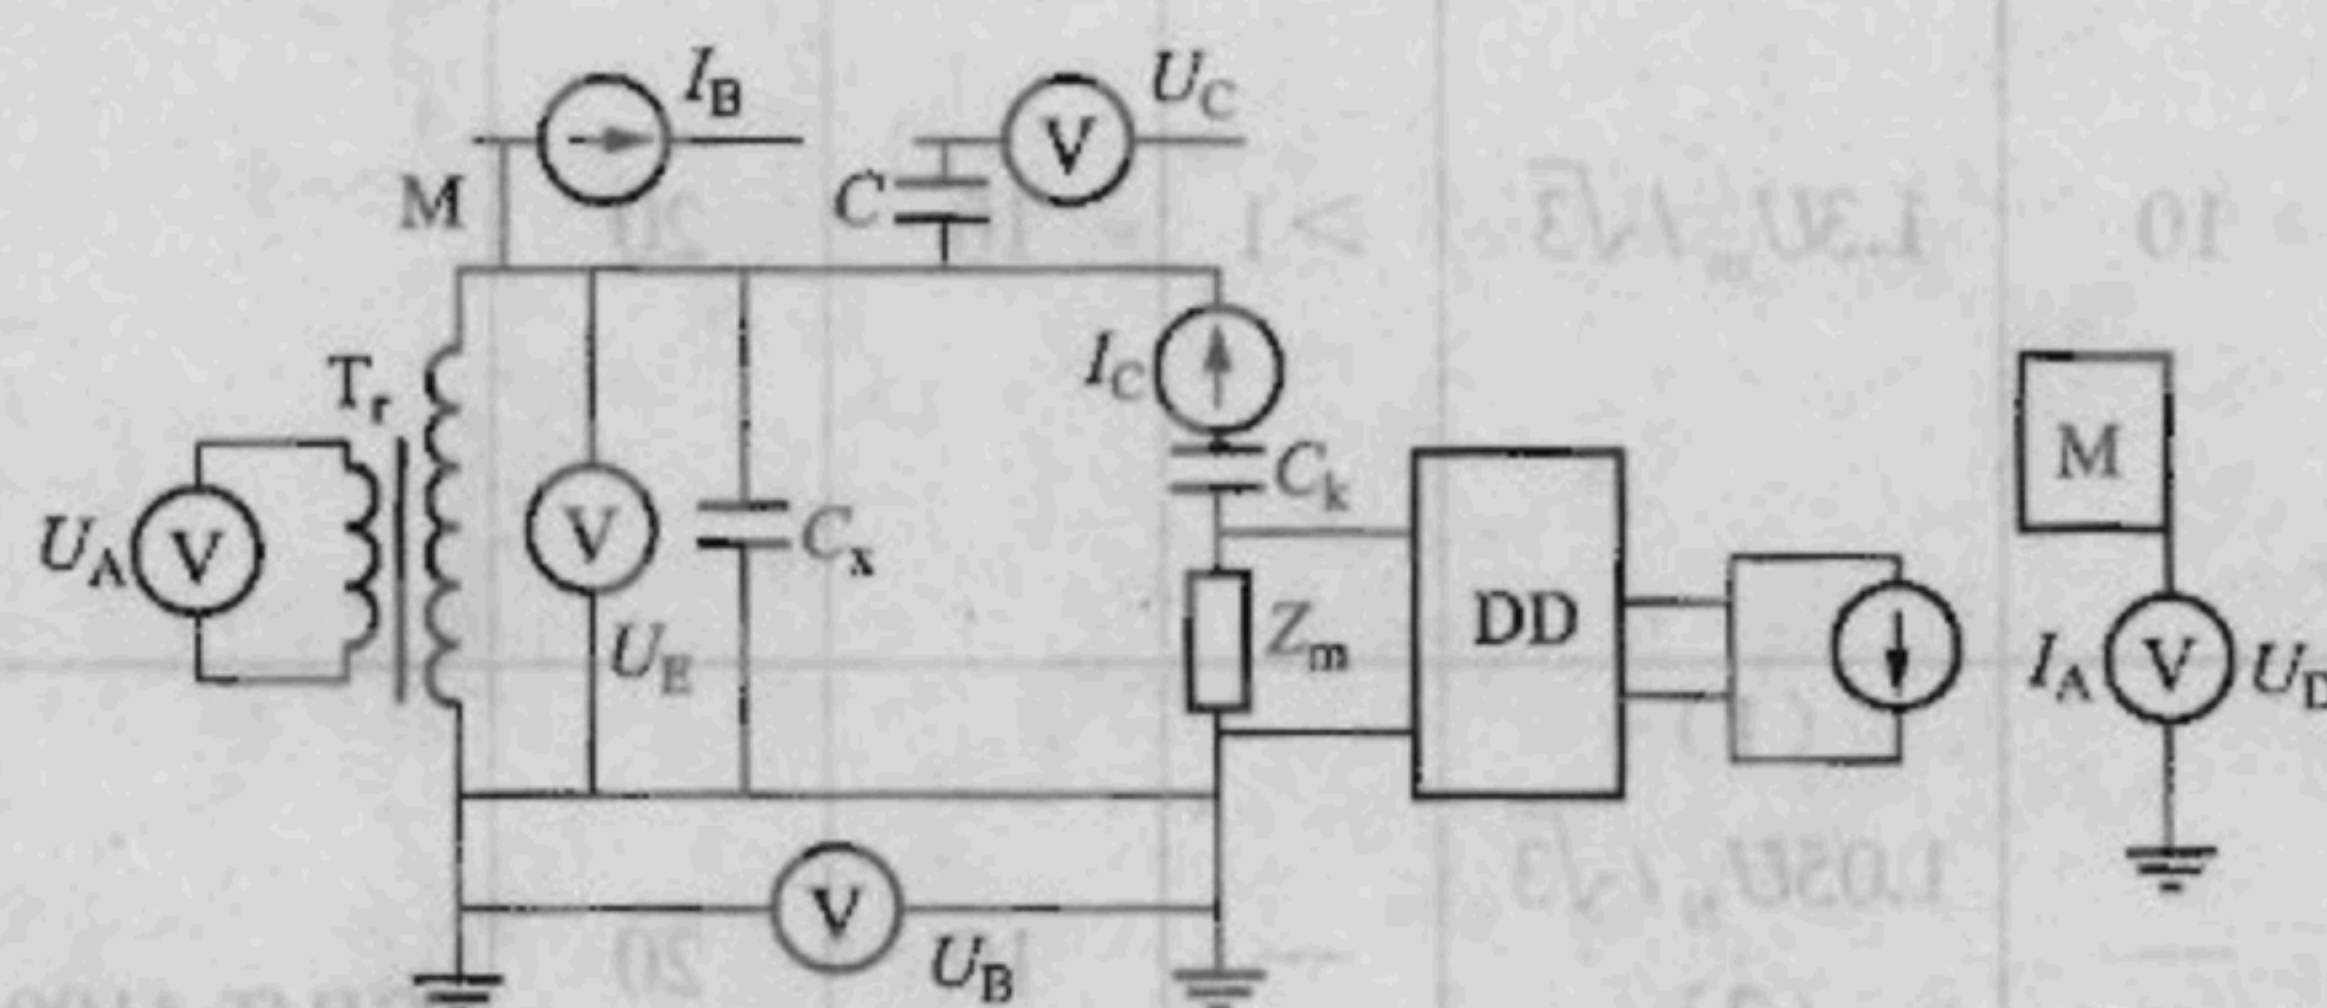 I_B
U_C
V
M
C
I_C
T_r
C_k
M
U_A
V
V
C_x
DD
Z_m
U_E
I_A
V
U_D
V
U_B